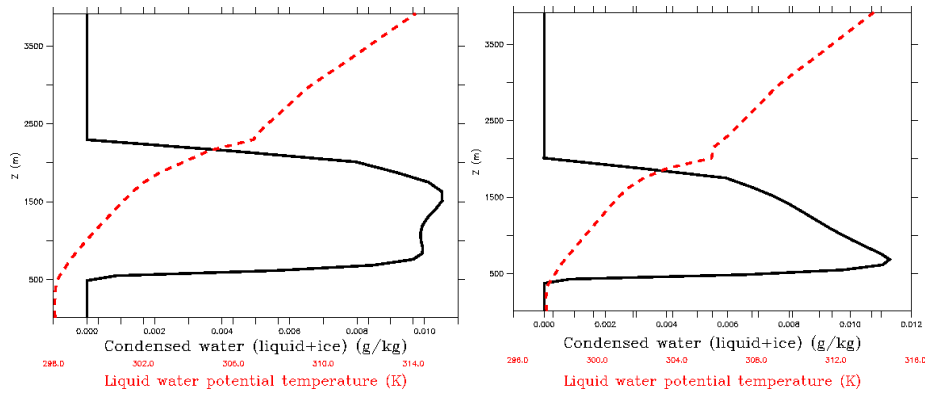 3500
2500
Z (m)
1500
500
0.000 0.002 0.004 0.006 0.008 0.010
Condensed water (liquid+ice) (g/kg)
298.0 302.0 306.0 310.0 314.0
Liquid water potential temperature (K)
3500
2500
Z (m)
1500
500
0.000 0.002 0.004 0.006 0.008 0.010 0.012
Condensed water (liquid+ice) (g/kg)
296.0 300.0 304.0 308.0 312.0 316.0
Liquid water potential temperature (K)